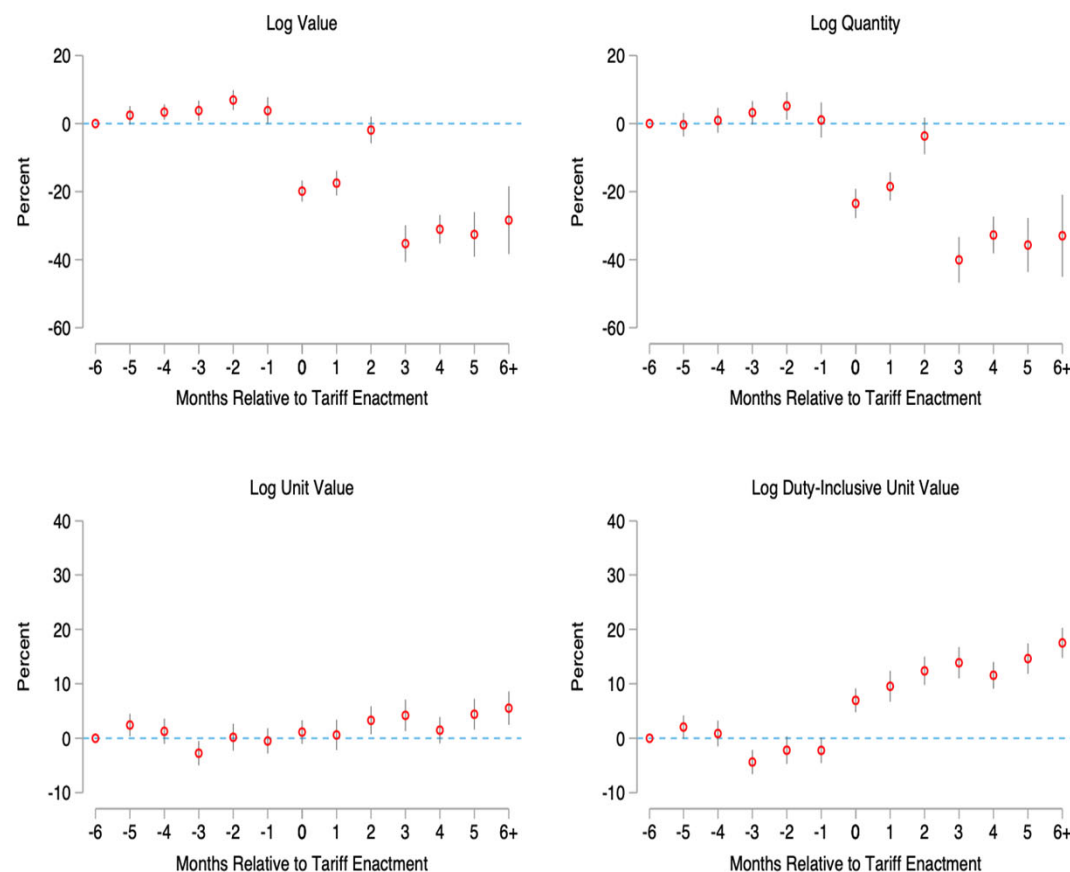 Log Value
Percent
20
0
-20
-40
-60
-6 -5 -4 -3 -2 -1 0 1 2 3 4 5 6+
Months Relative to Tariff Enactment
Log Quantity
Percent
20
0
-20
-40
-60
-6 -5 -4 -3 -2 -1 0 1 2 3 4 5 6+
Months Relative to Tariff Enactment
Log Unit Value
Percent
40
30
20
10
0
-10
-6 -5 -4 -3 -2 -1 0 1 2 3 4 5 6+
Months Relative to Tariff Enactment
Log Duty-Inclusive Unit Value
Percent
40
30
20
10
0
-10
-6 -5 -4 -3 -2 -1 0 1 2 3 4 5 6+
Months Relative to Tariff Enactment